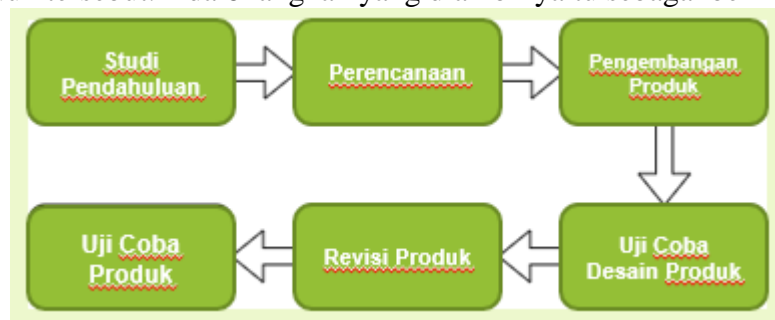 Studi
Pendahuluan
Perencanaan
Pengembangan
Produk
Uji Coba
Desain Produk
Revisi Produk
Uji Coba
Produk